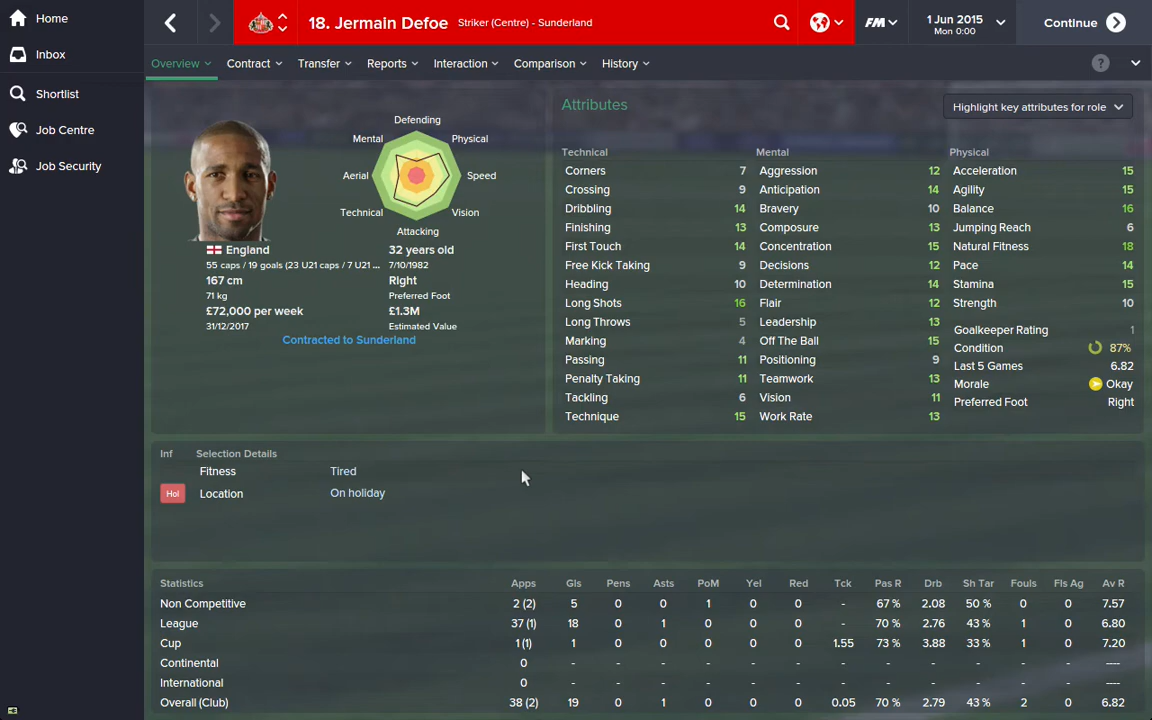 Home
Inbox
Shortlist
Job Centre
Job Security
18. Jermain Defoe Striker (Centre) - Sunderland
FM
1 Jun 2015
Mon 0:00
Continue
Overview Contract Transfer Reports Interaction Comparison History ?
Defending
Mental Physical
Aerial Speed
Technical Vision
Attacking
England
55 caps / 19 goals (23 U21 caps / 7 U21 ...
167 cm
71 kg
£72,000 per week
31/12/2017
32 years old
7/10/1982
Right
Preferred Foot
£1.3M
Estimated Value
Contracted to Sunderland
Attributes Highlight key attributes for role
Technical Mental Physical
Corners 7 Aggression 12 Acceleration 15
Crossing 9 Anticipation 14 Agility 15
Dribbling 14 Bravery 10 Balance 16
Finishing 13 Composure 13 Jumping Reach 6
First Touch 14 Concentration 15 Natural Fitness 18
Free Kick Taking 9 Decisions 12 Pace 14
Heading 10 Determination 14 Stamina 15
Long Shots 16 Flair 12 Strength 10
Long Throws 5 Leadership 13 Goalkeeper Rating 1
Marking 4 Off The Ball 15 Condition 87%
Passing 11 Positioning 9 Last 5 Games 6.82
Penalty Taking 11 Teamwork 13 Morale Okay
Tackling 6 Vision 11 Preferred Foot Right
Technique 15 Work Rate 13
Inf Selection Details
Fitness Tired
Hol Location On holiday
Statistics Apps Gls Pens Asts PoM Yel Red Tck Pas R Drb Sh Tar Fouls Fls Ag Av R
Non Competitive 2 (2) 5 0 0 1 0 0 - 67 % 2.08 50 % 0 0 7.57
League 37 (1) 18 0 1 0 0 0 - 70 % 2.76 43 % 1 0 6.80
Cup 1 (1) 1 0 0 0 0 0 1.55 73 % 3.88 33 % 1 0 7.20
Continental 0 - - - - - - - - - - - - ----
International 0 - - - - - - - - - - - - ----
Overall (Club) 38 (2) 19 0 1 0 0 0 0.05 70 % 2.79 43 % 2 0 6.82